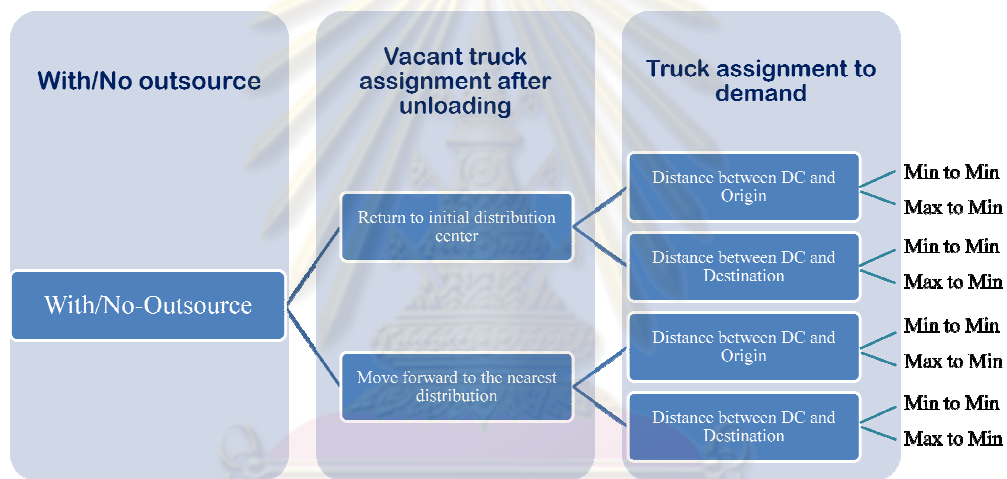 With/No outsource
Vacant truck
assignment after
unloading
Truck assignment to
demand
With/No-Outsource
Return to initial distribution
center
Move forward to the nearest
distribution
Distance between DC and
Origin
Min to Min
Max to Min
Distance between DC and
Destination
Min to Min
Max to Min
Distance between DC and
Origin
Min to Min
Max to Min
Distance between DC and
Destination
Min to Min
Max to Min